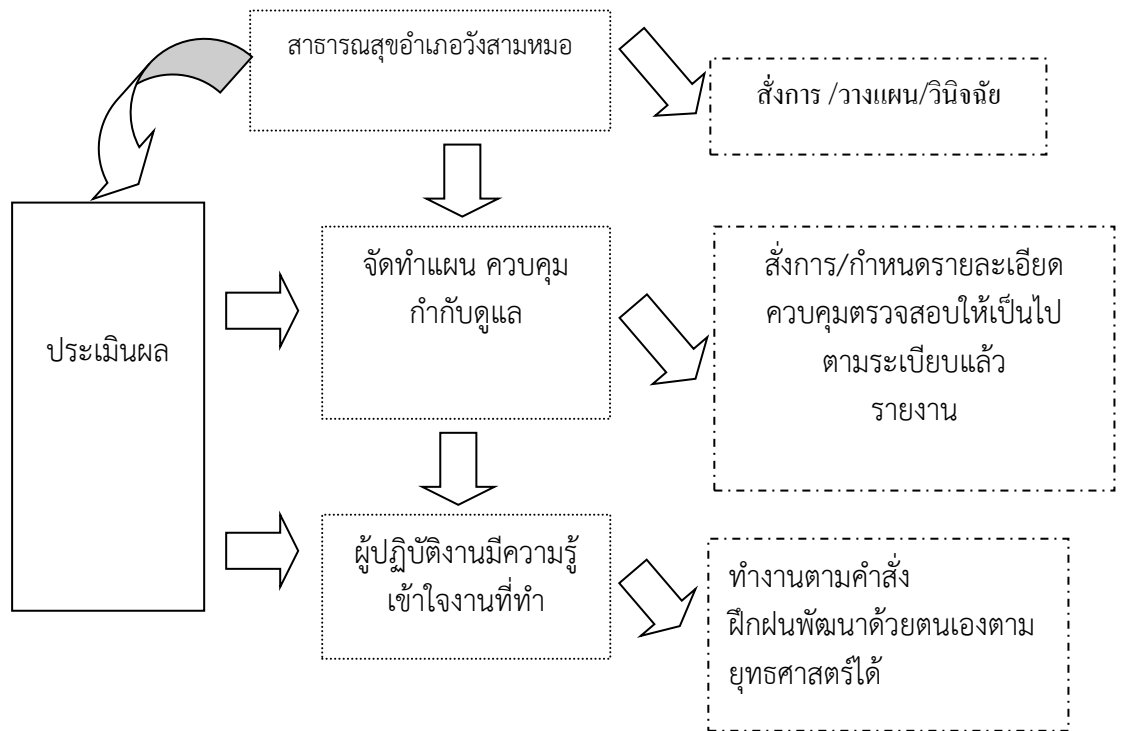 สาธารณสุขอำเภอวังสามหมอ
สั่งการ /วางแผน/วินิจฉัย
ประเมินผล
จัดทำแผน ควบคุม
กำกับดูแล
สั่งการ/กำหนดรายละเอียด
ควบคุมตรวจสอบให้เป็นไป
ตามระเบียบแล้ว
รายงาน
ผู้ปฏิบัติงานมีความรู้
เข้าใจงานที่ทำ
ทำงานตามคำสั่ง
ฝึกฝนพัฒนาด้วยตนเองตาม
ยุทธศาสตร์ได้